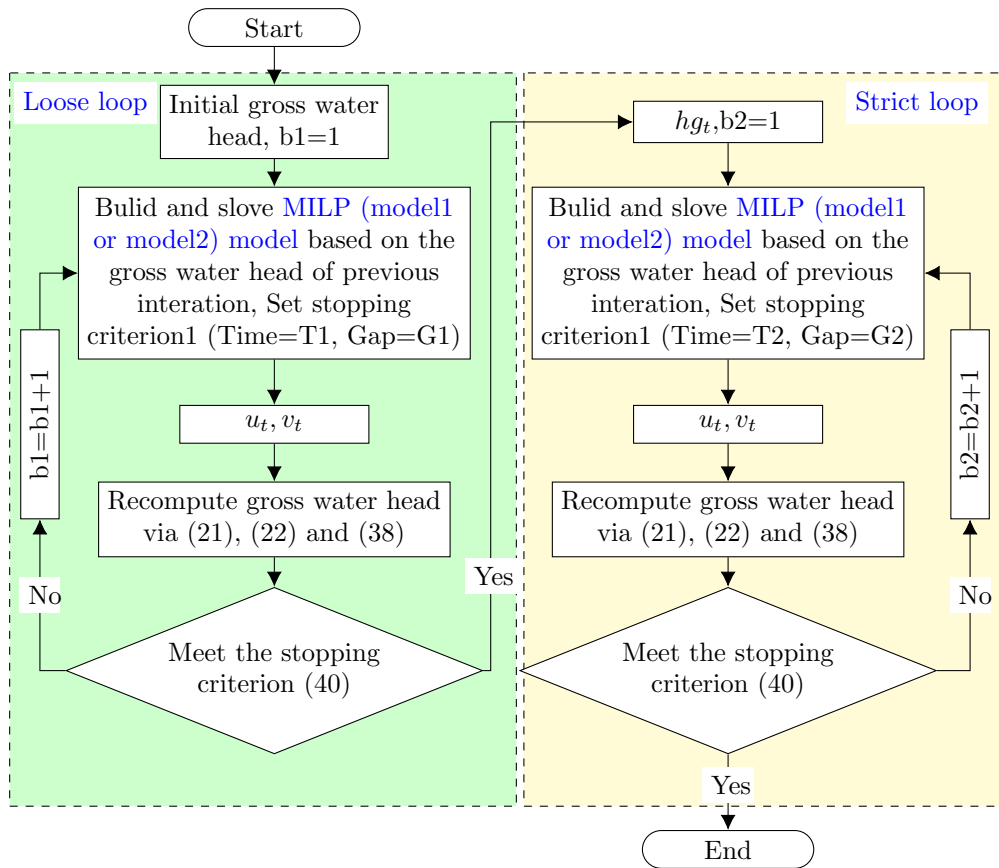 Start
Loose loop
Initial gross water
head, b1=1
Bulid and slove MILP (model1
or model2) model based on the
gross water head of previous
interation, Set stopping
criterion1 (Time=T1, Gap=G1)
b1=b1+1
u_t, v_t
Recompute gross water head
via (21), (22) and (38)
No
Yes
Meet the stopping
criterion (40)
Strict loop
hg_t,b2=1
Bulid and slove MILP (model1
or model2) model based on the
gross water head of previous
interation, Set stopping
criterion1 (Time=T2, Gap=G2)
b2=b2+1
u_t, v_t
Recompute gross water head
via (21), (22) and (38)
No
Meet the stopping
criterion (40)
Yes
End